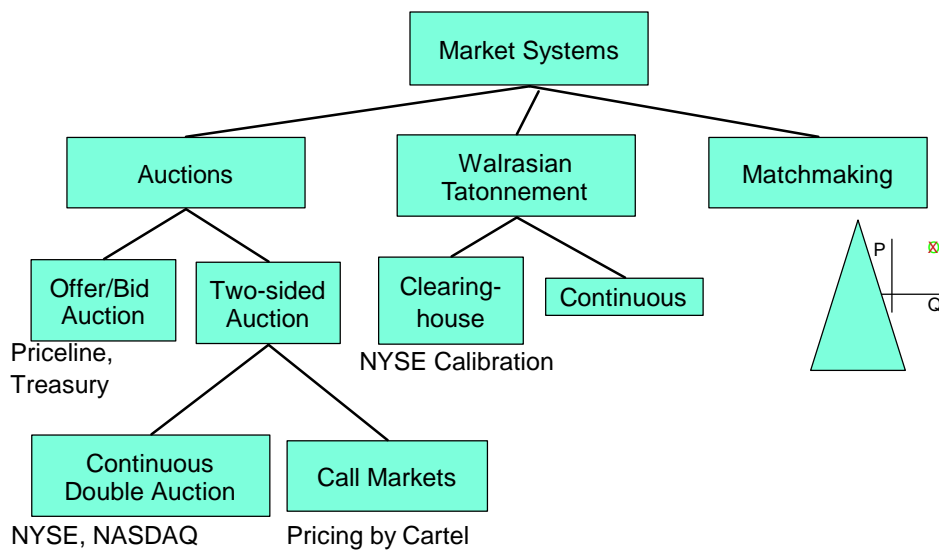 Market Systems
Auctions
Walrasian
Tatonnement
Matchmaking
Offer/Bid
Auction
Two-sided
Auction
Clearing-
house
Continuous
P
Q
Priceline,
Treasury
NYSE Calibration
Continuous
Double Auction
Call Markets
NYSE, NASDAQ
Pricing by Cartel